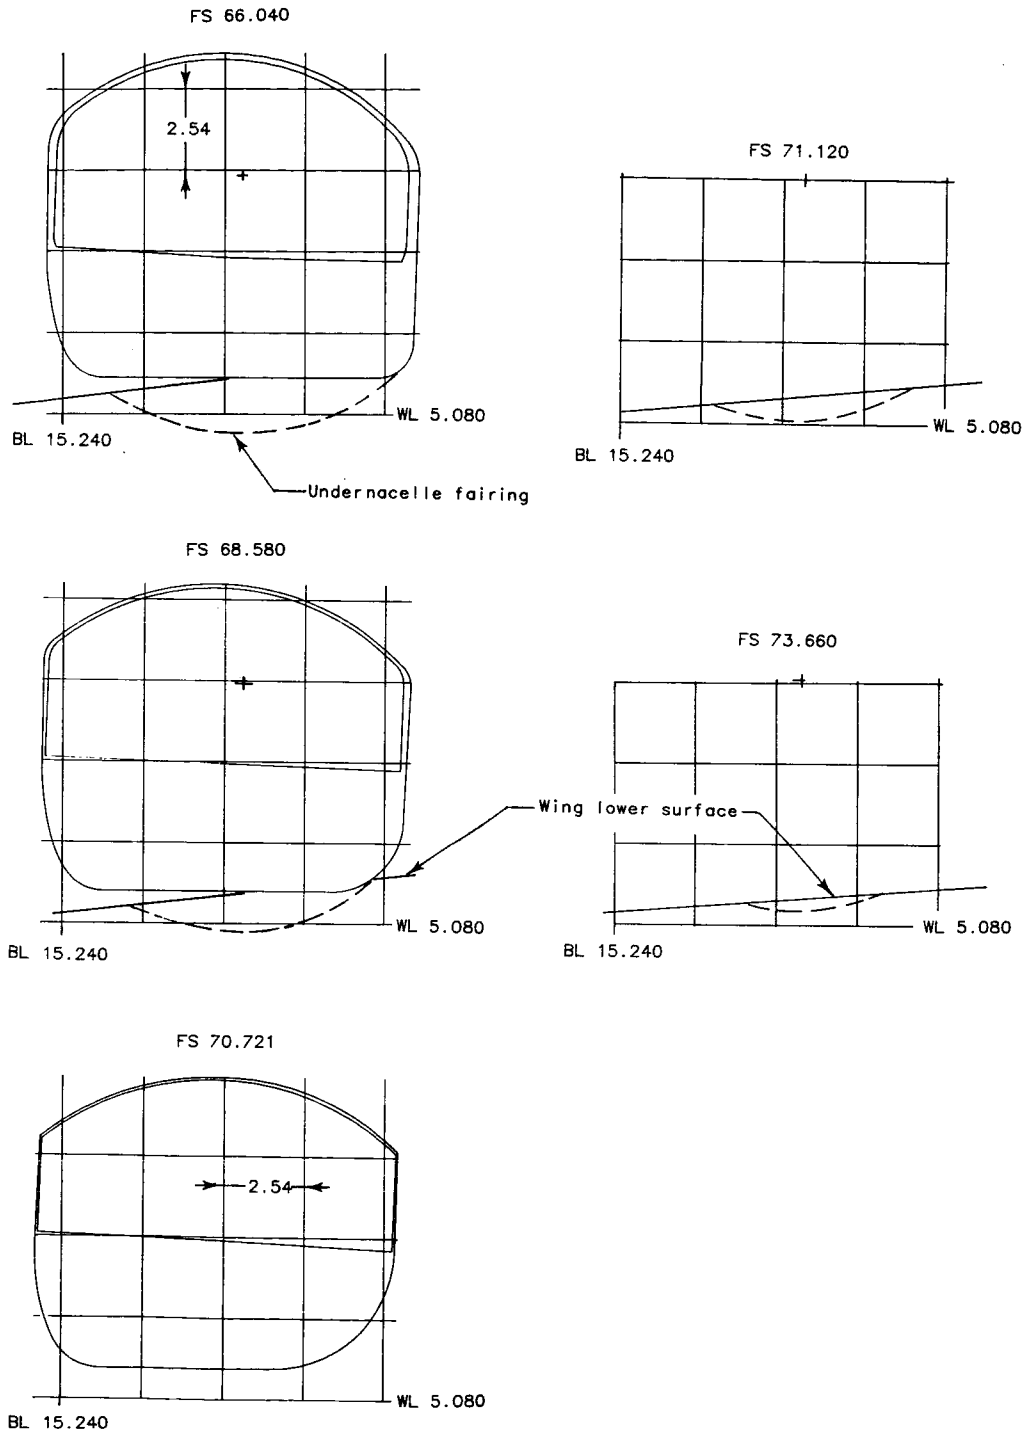 FS 66.040
2.54
WL 5.080
BL 15.240
Undernacelle fairing
FS 71.120
WL 5.080
BL 15.240
FS 68.580
WL 5.080
BL 15.240
FS 73.660
Wing lower surface
WL 5.080
BL 15.240
FS 70.721
2.54
WL 5.080
BL 15.240